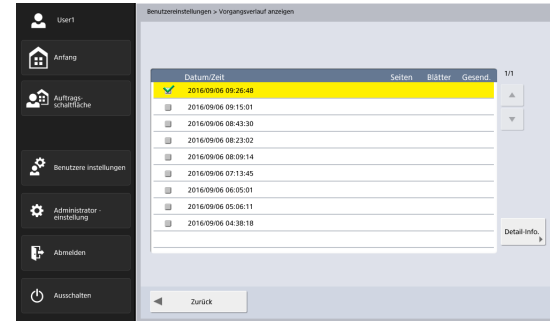 User1
Anfang
Auftrags-
schaltfläche
Benutzere instellungen
Administrator -
einstellung
Abmelden
Ausschalten
Benutzereinstellungen > Vorgangsverlauf anzeigen
Datum/Zeit Seiten Blätter Gesend. 1/1
2016/09/06 09:26:48
2016/09/06 09:15:01
2016/09/06 08:43:30
2016/09/06 08:23:02
2016/09/06 08:09:14
2016/09/06 07:13:45
2016/09/06 06:05:01
2016/09/06 05:06:11
2016/09/06 04:38:18
Detail-Info.
Zurück